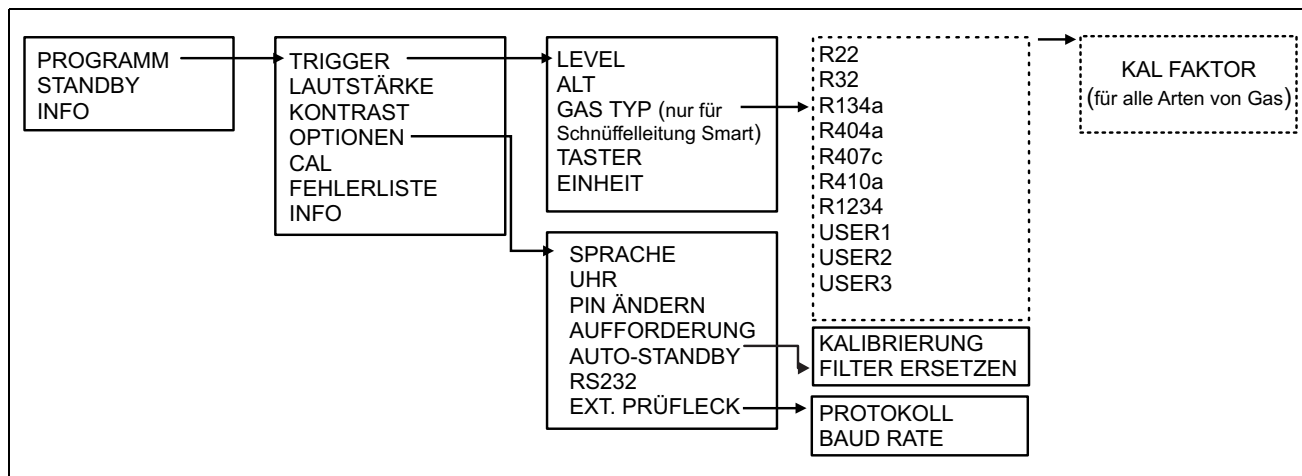 PROGRAMM
STANDBY
INFO
TRIGGER
LAUTSTÄRKE
KONTRAST
OPTIONEN
CAL
FEHLERLISTE
INFO
LEVEL
ALT
GAS TYP (nur für
Schnüffelleitung Smart)
TASTER
EINHEIT
R22
R32
R134a
R404a
R407c
R410a
R1234
USER1
USER2
USER3
KAL FAKTOR
(für alle Arten von Gas)
SPRACHE
UHR
PIN ÄNDERN
AUFFORDERUNG
AUTO-STANDBY
RS232
EXT. PRÜFLECK
KALIBRIERUNG
FILTER ERSETZEN
PROTOKOLL
BAUD RATE